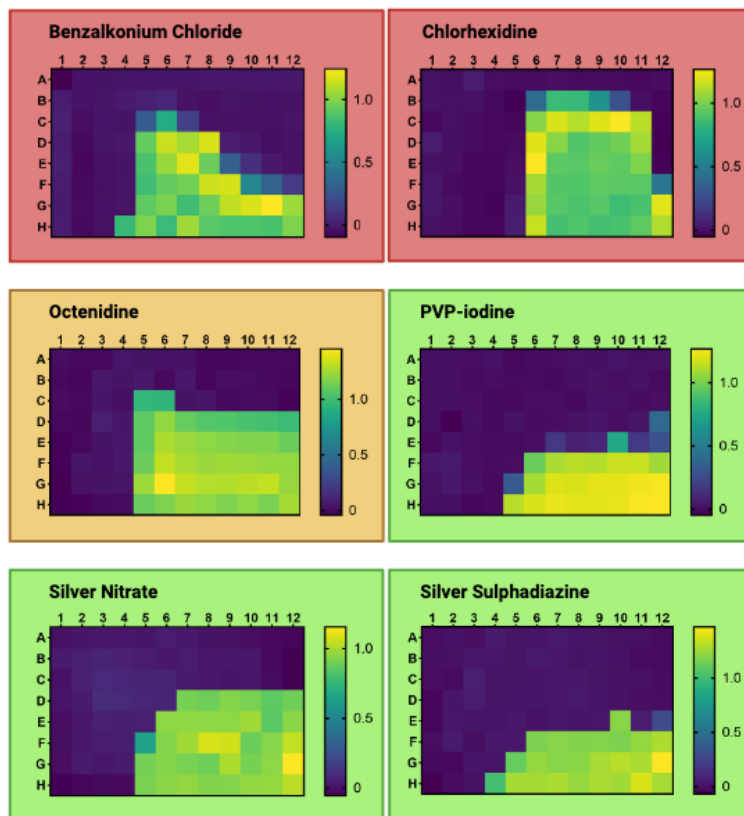 Benzalkonium Chloride
1 2 3 4 5 6 7 8 9 10 11 12
A
B
C
D
E
F
G
H
1.0
0.5
0
Chlorhexidine
1 2 3 4 5 6 7 8 9 10 11 12
A
B
C
D
E
F
G
H
1.0
0.5
0
Octenidine
1 2 3 4 5 6 7 8 9 10 11 12
A
B
C
D
E
F
G
H
1.0
0.5
0
PVP-iodine
1 2 3 4 5 6 7 8 9 10 11 12
A
B
C
D
E
F
G
H
1.0
0.5
0
Silver Nitrate
1 2 3 4 5 6 7 8 9 10 11 12
A
B
C
D
E
F
G
H
1.0
0.5
0
Silver Sulphadiazine
1 2 3 4 5 6 7 8 9 10 11 12
A
B
C
D
E
F
G
H
1.0
0.5
0